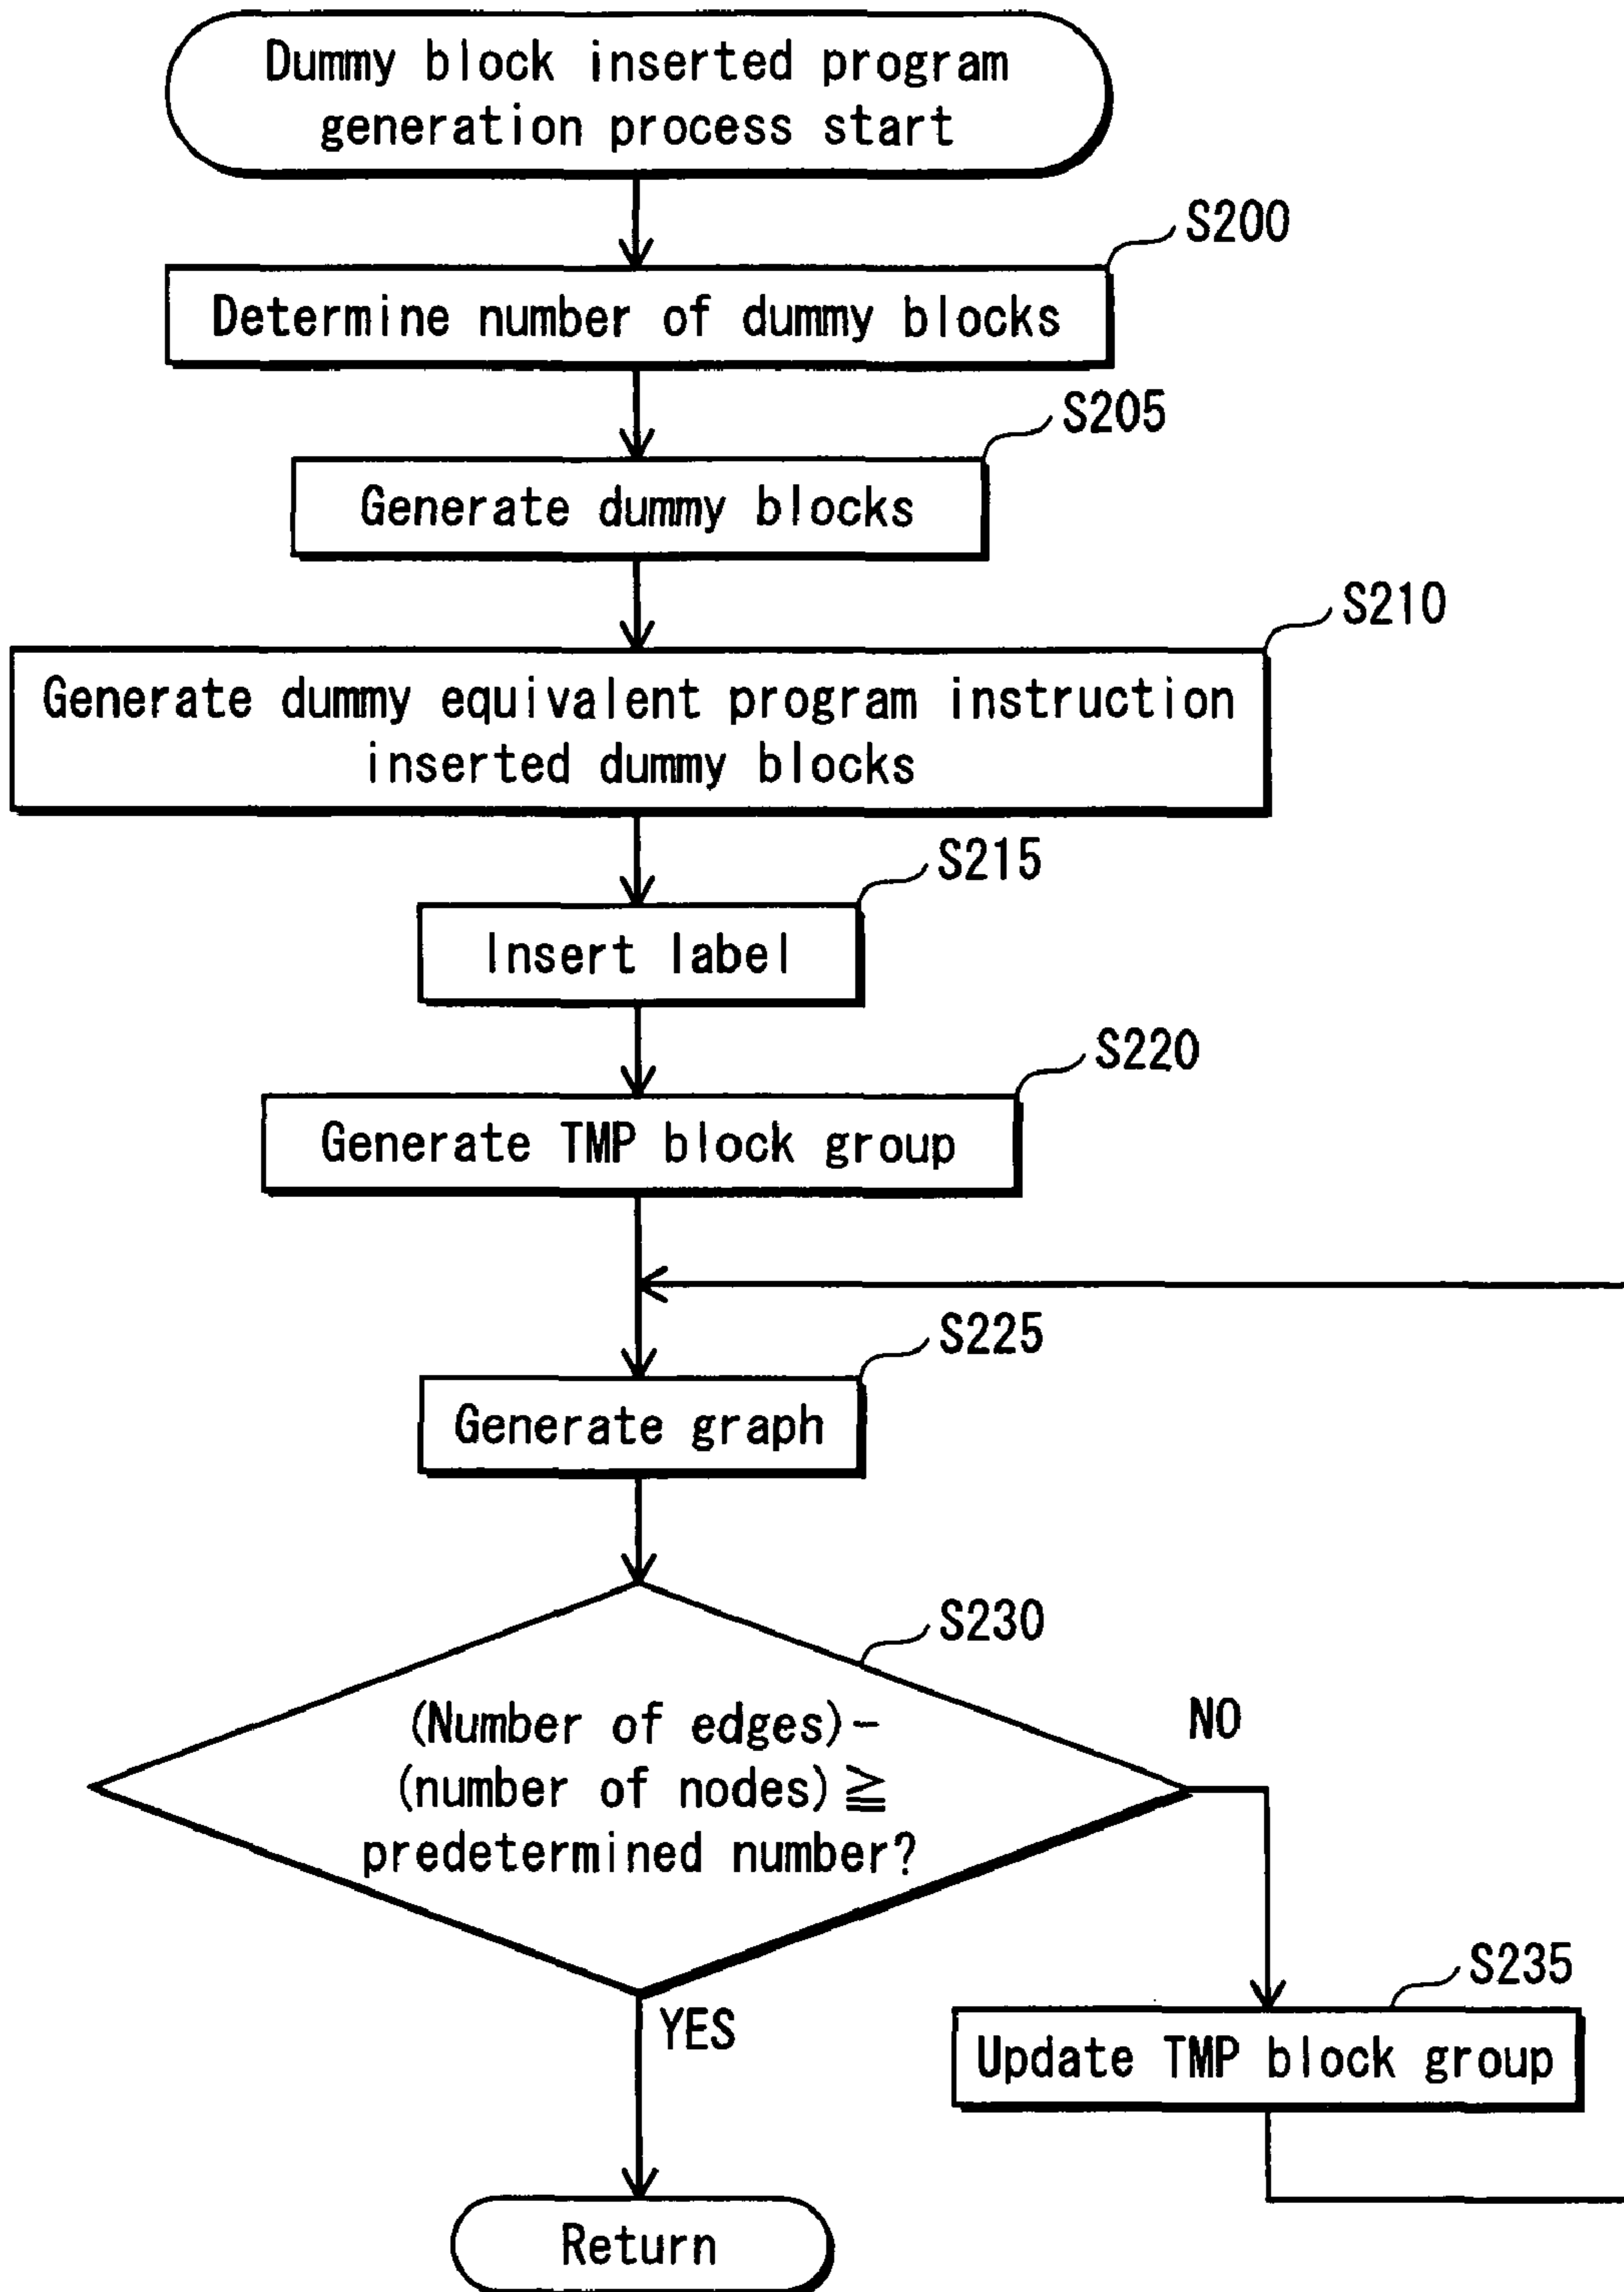 Dummy block inserted program
generation process start
S200
Determine number of dummy blocks
S205
Generate dummy blocks
S210
Generate dummy equivalent program instruction
inserted dummy blocks
S215
Insert label
S220
Generate TMP block group
S225
Generate graph
S230
(Number of edges)-
(number of nodes)≧
predetermined number?
NO
YES
S235
Update TMP block group
Return